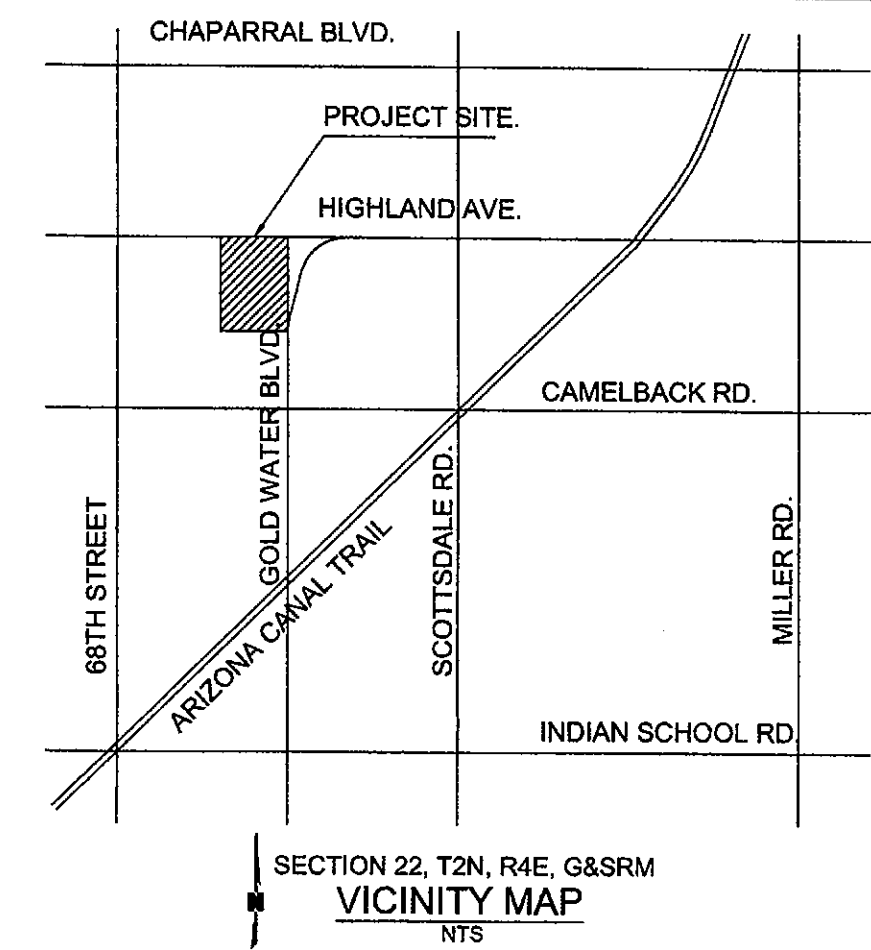 CHAPARRAL BLVD.
PROJECT SITE.
HIGHLAND AVE.
GOLD WATER BLVD.
CAMELBACK RD.
68TH STREET
ARIZONA CANAL TRAIL
SCOTTSDALE RD.
MILLER RD.
INDIAN SCHOOL RD
N
SECTION 22, T2N, R4E, G&SRM
VICINITY MAP
NTS